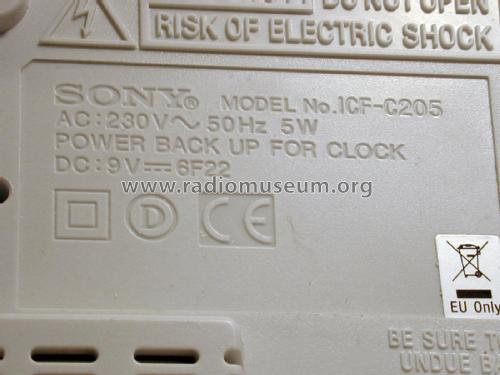 DO NOT OPEN
RISK OF ELECTRIC SHOCK
SONY® MODEL No.ICF-C205
AC:230V～ 50Hz 5W
POWER BACK UP FOR CLOCK
DC:9V⎓ 6F22
www.radiomuseum.org
D CE
EU Only
BE SURE T
UNDUE BA